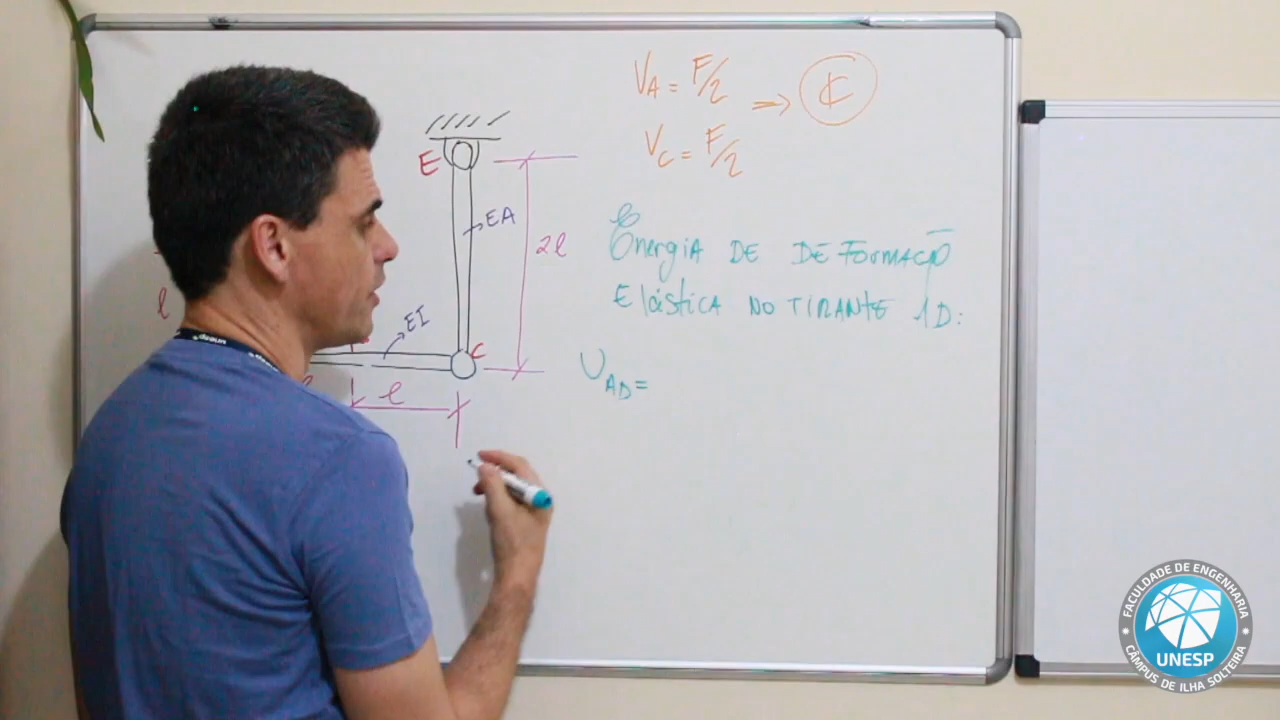 V_A = F/2
V_C = F/2
₵
E
EA
2l
l
EI
C
l
Energia DE DEFORMAÇÃO
Elástica NO TIRANTE AD:
U_AD =
unesp
FACULDADE DE ENGENHARIA
UNESP
CÂMPUS DE ILHA SOLTEIRA